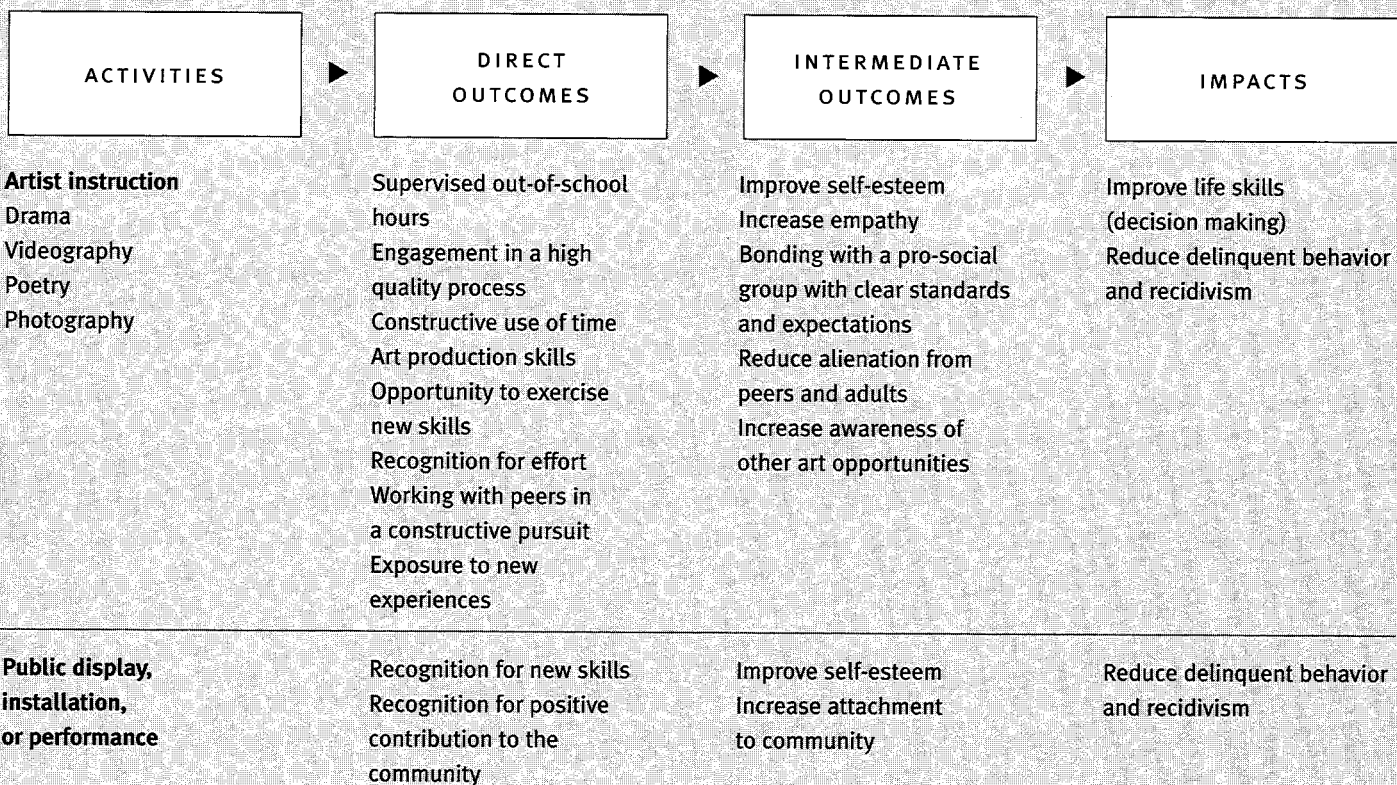 ACTIVITIES
DIRECT
OUTCOMES
INTERMEDIATE
OUTCOMES
IMPACTS
Artist instruction
Drama
Videography
Poetry
Photography
Supervised out-of-school
hours
Engagement in a high
quality process
Constructive use of time
Art production skills
Opportunity to exercise
new skills
Recognition for effort
Working with peers in
a constructive pursuit
Exposure to new
experiences
Improve self-esteem
Increase empathy
Bonding with a pro-social
group with clear standards
and expectations
Reduce alienation from
peers and adults
Increase awareness of
other art opportunities
Improve life skills
(decision making)
Reduce delinquent behavior
and recidivism
Public display,
installation,
or performance
Recognition for new skills
Recognition for positive
contribution to the
community
Improve self-esteem
Increase attachment
to community
Reduce delinquent behavior
and recidivism